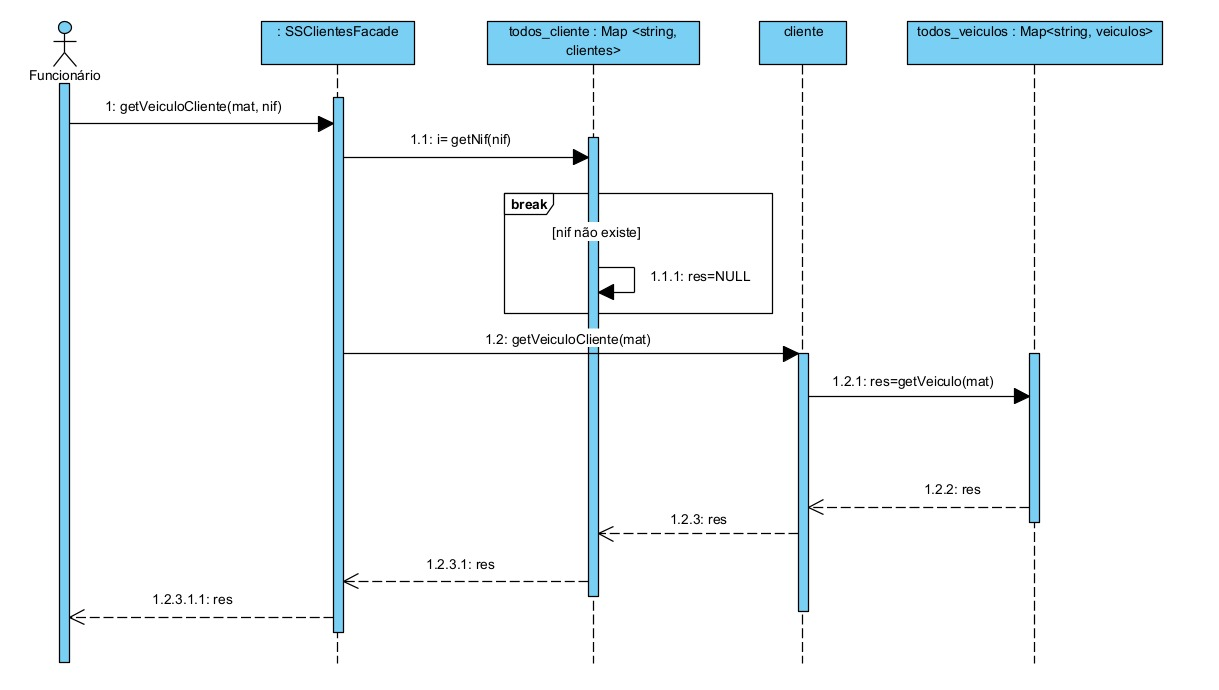 Funcionário
: SSClientesFacade
todos_cliente : Map <string,
clientes>
cliente
todos_veiculos : Map<string, veiculos>
1: getVeiculoCliente(mat, nif)
1.1: i= getNif(nif)
break
[nif não existe]
1.1.1: res=NULL
1.2: getVeiculoCliente(mat)
1.2.1: res=getVeiculo(mat)
1.2.2: res
1.2.3: res
1.2.3.1: res
1.2.3.1.1: res